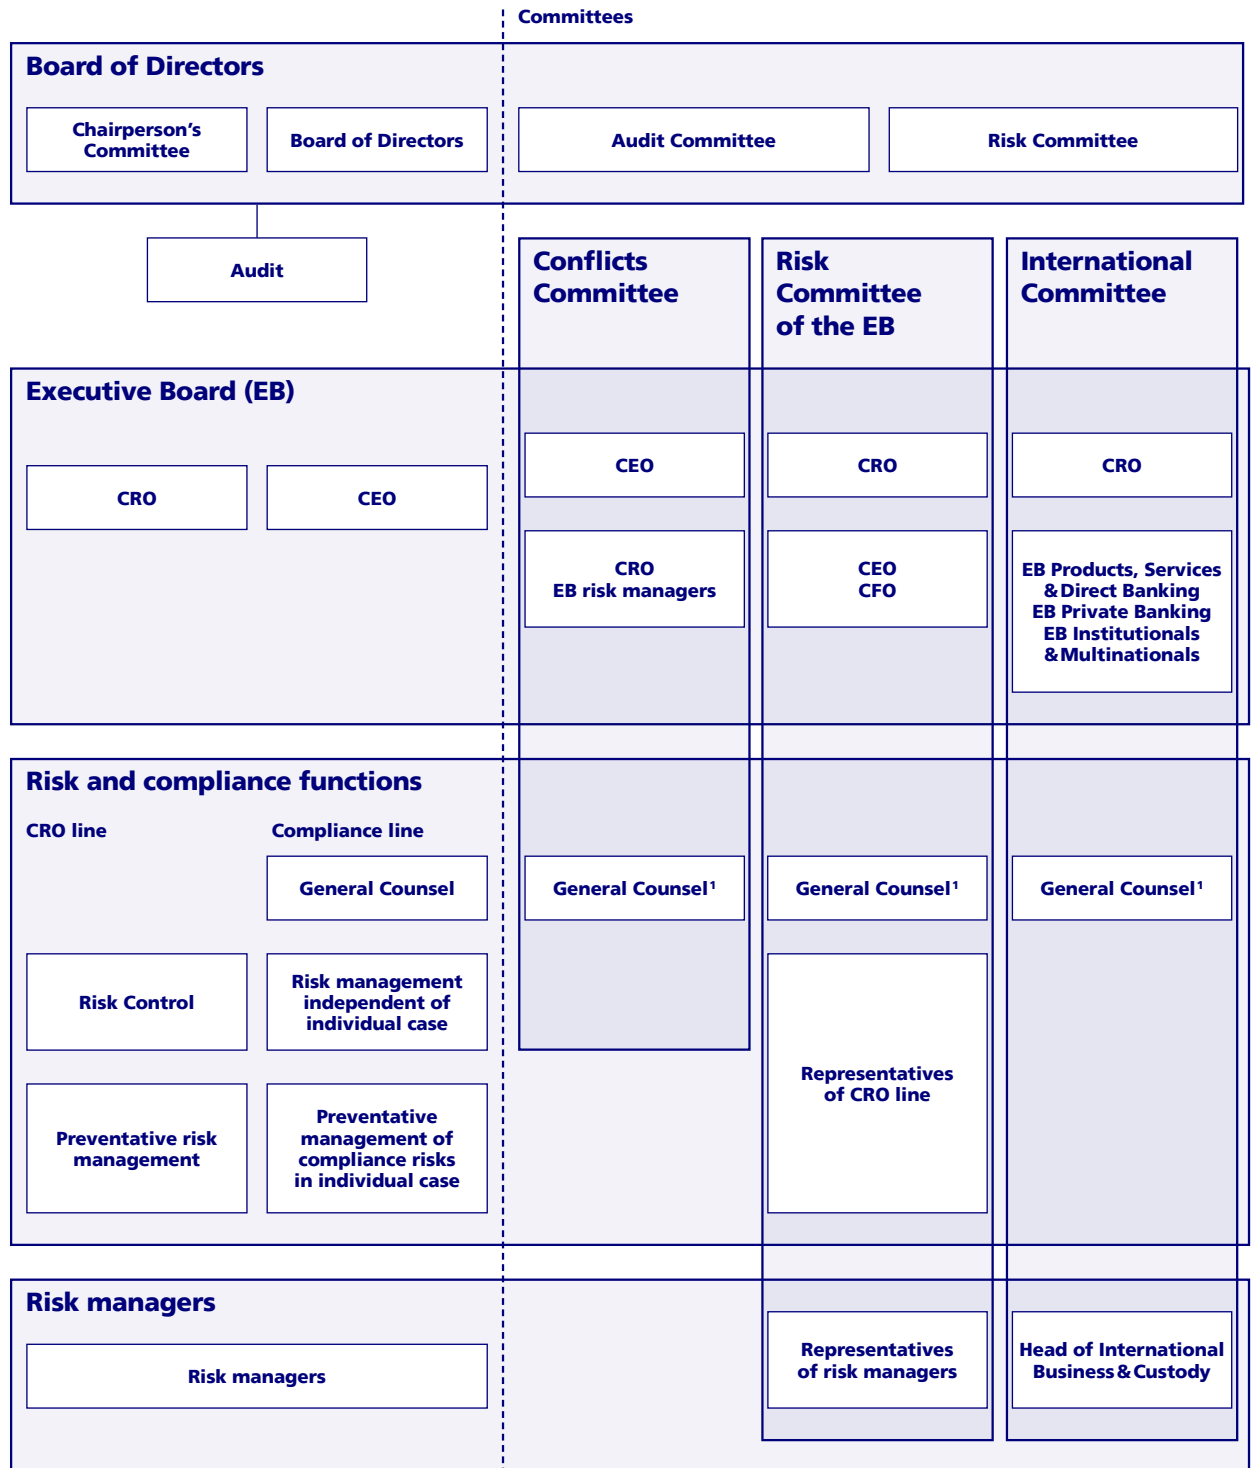 Committees
Board of Directors
Chairperson's
Committee
Board of Directors
Audit Committee
Risk Committee
Audit
Conflicts
Committee
Risk
Committee
of the EB
International
Committee
Executive Board (EB)
CRO
CEO
CEO
CRO
EB risk managers
CRO
CEO
CFO
CRO
EB Products, Services
& Direct Banking
EB Private Banking
EB Institutionals
& Multinationals
Risk and compliance functions
CRO line
Compliance line
General Counsel
General Counsel¹
General Counsel¹
General Counsel¹
Risk Control
Risk management
independent of
individual case
Representatives
of CRO line
Preventative risk
management
Preventative
management of
compliance risks
in individual case
Risk managers
Risk managers
Representatives
of risk managers
Head of International
Business & Custody